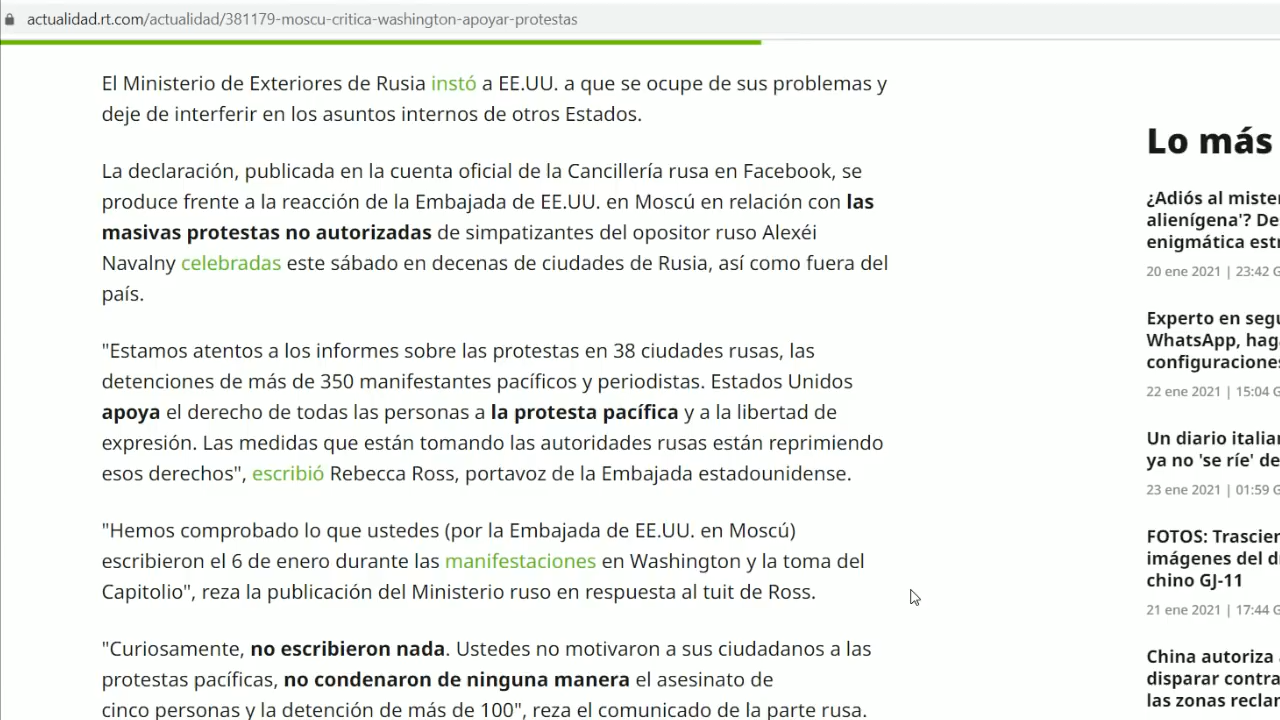 actualidad.rt.com/actualidad/381179-moscu-critica-washington-apoyar-protestas
El Ministerio de Exteriores de Rusia instó a EE.UU. a que se ocupe de sus problemas y
deje de interferir en los asuntos internos de otros Estados.
La declaración, publicada en la cuenta oficial de la Cancillería rusa en Facebook, se
produce frente a la reacción de la Embajada de EE.UU. en Moscú en relación con las
masivas protestas no autorizadas de simpatizantes del opositor ruso Alexéi
Navalny celebradas este sábado en decenas de ciudades de Rusia, así como fuera del
país.
"Estamos atentos a los informes sobre las protestas en 38 ciudades rusas, las
detenciones de más de 350 manifestantes pacíficos y periodistas. Estados Unidos
apoya el derecho de todas las personas a la protesta pacífica y a la libertad de
expresión. Las medidas que están tomando las autoridades rusas están reprimiendo
esos derechos", escribió Rebecca Ross, portavoz de la Embajada estadounidense.
"Hemos comprobado lo que ustedes (por la Embajada de EE.UU. en Moscú)
escribieron el 6 de enero durante las manifestaciones en Washington y la toma del
Capitolio", reza la publicación del Ministerio ruso en respuesta al tuit de Ross.
"Curiosamente, no escribieron nada. Ustedes no motivaron a sus ciudadanos a las
protestas pacíficas, no condenaron de ninguna manera el asesinato de
cinco personas y la detención de más de 100", reza el comunicado de la parte rusa.
Lo más
¿Adiós al mister
alienígena'? De
enigmática estr
20 ene 2021 | 23:42 G
Experto en segu
WhatsApp, haga
configuraciones
22 ene 2021 | 15:04 G
Un diario italian
ya no 'se ríe' de
23 ene 2021 | 01:59 G
FOTOS: Trascien
imágenes del d
chino GJ-11
21 ene 2021 | 17:44 G
China autoriza a
disparar contra
las zonas reclar